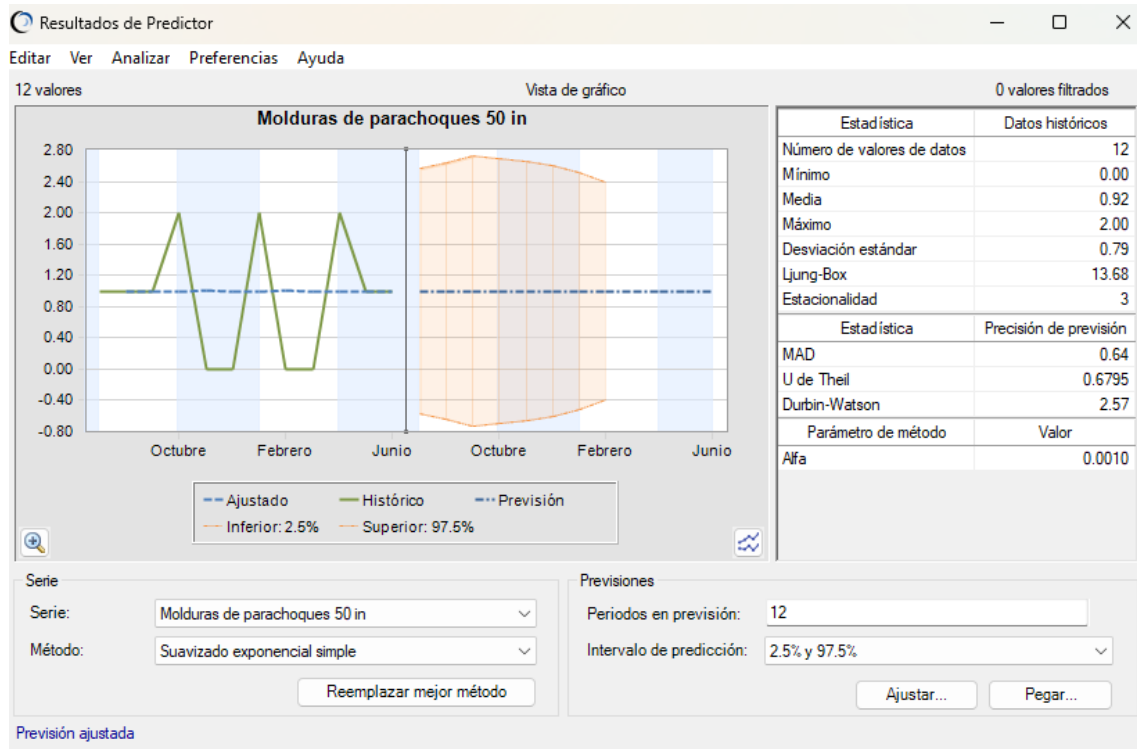 Resultados de Predictor
Editar Ver Analizar Preferencias Ayuda
12 valores Vista de gráfico 0 valores filtrados
Molduras de parachoques 50 in
2.80
2.40
2.00
1.60
1.20
0.80
0.40
0.00
-0.40
-0.80
Octubre Febrero Junio Octubre Febrero Junio
Ajustado Histórico Previsión
Inferior: 2.5% Superior: 97.5%
Estadística Datos históricos
Número de valores de datos 12
Mínimo 0.00
Media 0.92
Máximo 2.00
Desviación estándar 0.79
Ljung-Box 13.68
Estacionalidad 3
Estadística Precisión de previsión
MAD 0.64
U de Theil 0.6795
Durbin-Watson 2.57
Parámetro de método Valor
Alfa 0.0010
Serie
Serie: Molduras de parachoques 50 in
Método: Suavizado exponencial simple
Reemplazar mejor método
Previsiones
Periodos en previsión: 12
Intervalo de predicción: 2.5% y 97.5%
Ajustar... Pegar...
Previsión ajustada